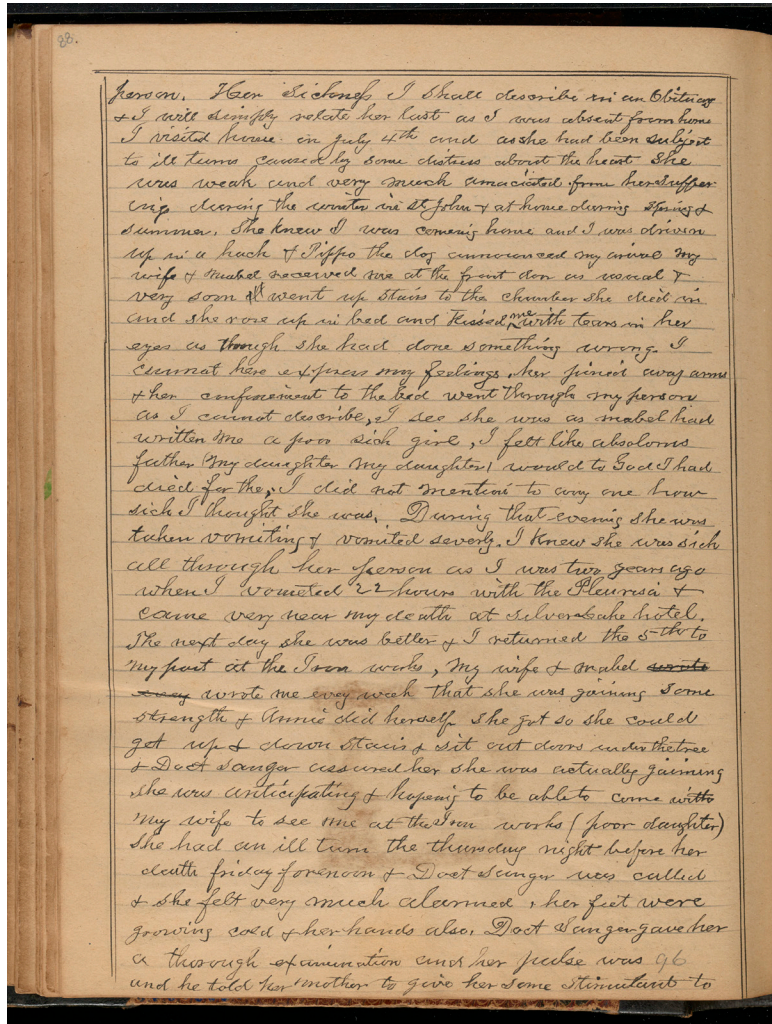 88.
person. Her Sickness I shall describe in an Obituary
& I will simply relate her last as I was absent from home
I visited house on July 4th and as she had been subject
to ill turns caused by some distress about the heart She
was weak and very much amaciated from her suffer
ing during the winter in St John & at home during Spring &
Summer. She knew I was coming home and I was driven
up in a hack & Pippo the dog announced my arival my
wife & Mabel received me at the front door as usual &
very soon I went up stairs to the chamber she died in
and she rose up in bed and kissed me with tears in her
eyes as though she had done something wrong. I
cannot here express my feelings, her pined away arms
& her confinement to the bed went through my person
as I cannot describe, I see she was as mabel had
written me a poor sick girl, I felt like absoloms
father (my daughter my daughter) would to God I had
died for the, I did not mention to any one how
sick I thought she was. During that evening she was
taken vomiting & vomited severly. I knew she was sick
all through her person as I was two years ago
when I vometed 22 hours with the Pleurisa &
came very near my death at Silver Lake hotel.
The next day she was better & I returned the 5th to
my post at the Iron works, My wife & mabel wrote
wrote me evry week that she was gaining some
strength & Annie did herself she got so she could
get up & down stairs & sit out doors under the tree
& Doct Sanger assured her she was actually gaining
she was anticipating & hopeing to be able to come with
my wife to see me at the Iron works (poor daughter)
She had an ill turn the thursday night before her
death friday forenoon & Doct Sanger was called
& she felt very much alarmed, her feet were
growing cold & her hands also. Doct Sanger gave her
a thorough examination and her pulse was 96
and he told her mother to give her some Stimulant to